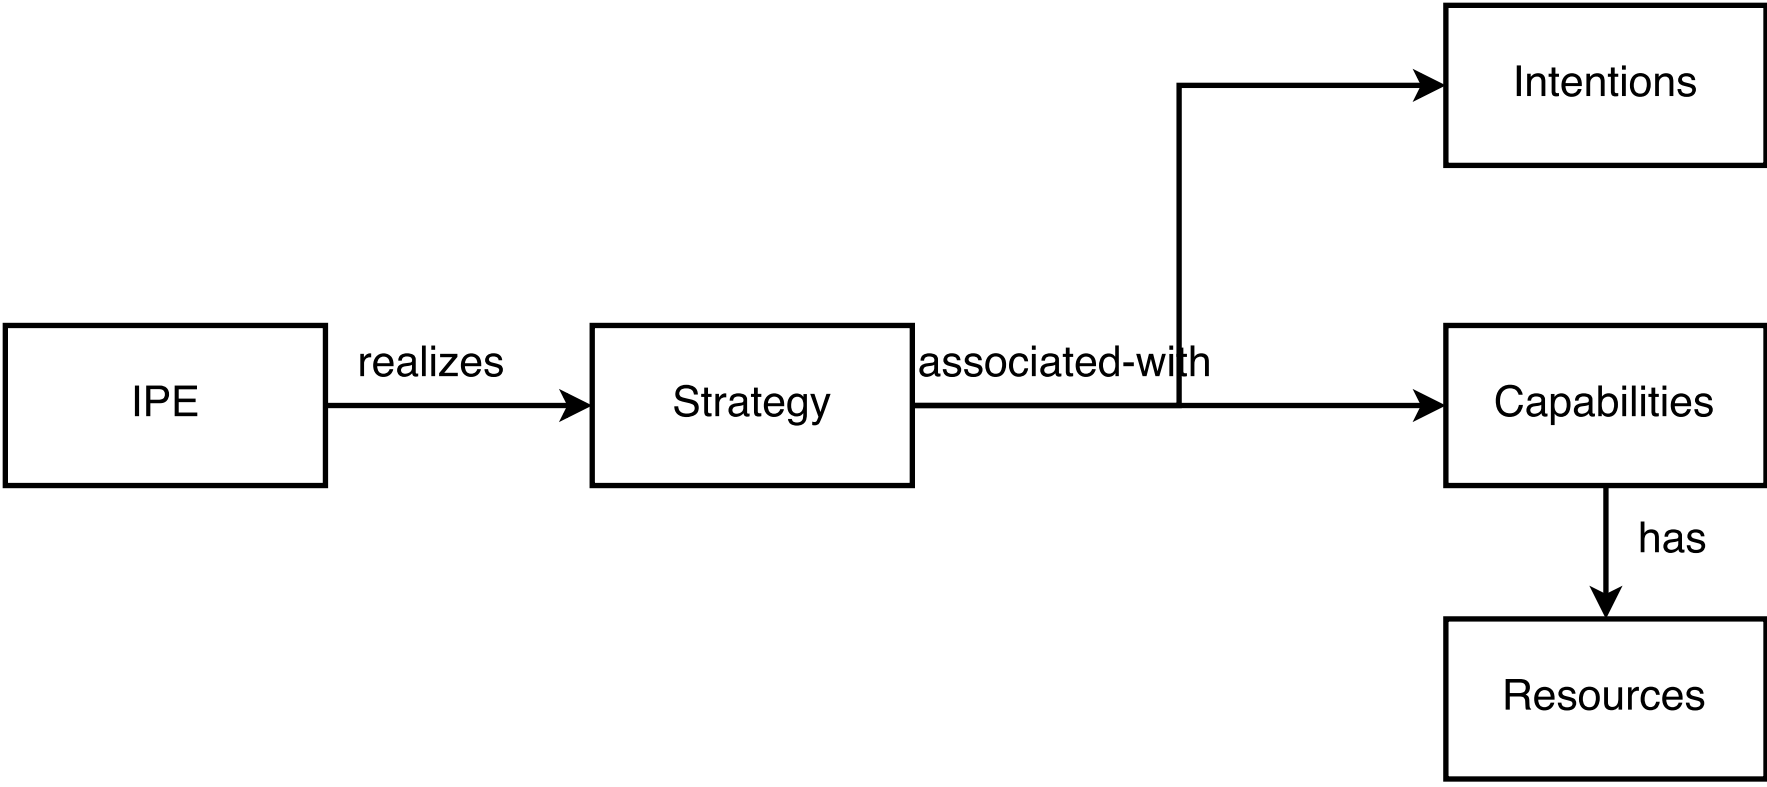 Intentions
IPE
realizes
Strategy
associated-with
Capabilities
has
Resources